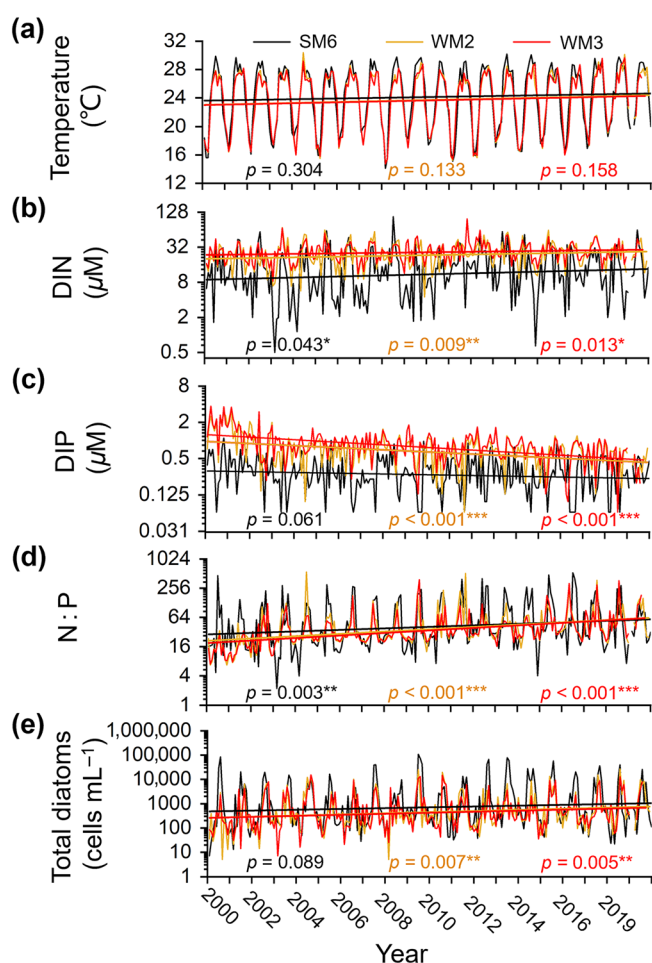 (a)
SM6 WM2 WM3
Temperature
(°C)
32
28
24
20
16
12
p = 0.304 p = 0.133 p = 0.158
(b)
DIN
(μM)
128
32
8
2
0.5
p = 0.043* p = 0.009** p = 0.013*
(c)
DIP
(μM)
8
2
0.5
0.125
0.031
p = 0.061 p < 0.001*** p < 0.001***
(d)
N:P
1024
256
64
16
4
1
p = 0.003** p < 0.001*** p < 0.001***
(e)
Total diatoms
(cells mL⁻¹)
1,000,000
100,000
10,000
1000
100
10
1
p = 0.089 p = 0.007** p = 0.005**
2000 2002 2004 2006 2008 2010 2012 2014 2016 2019
Year